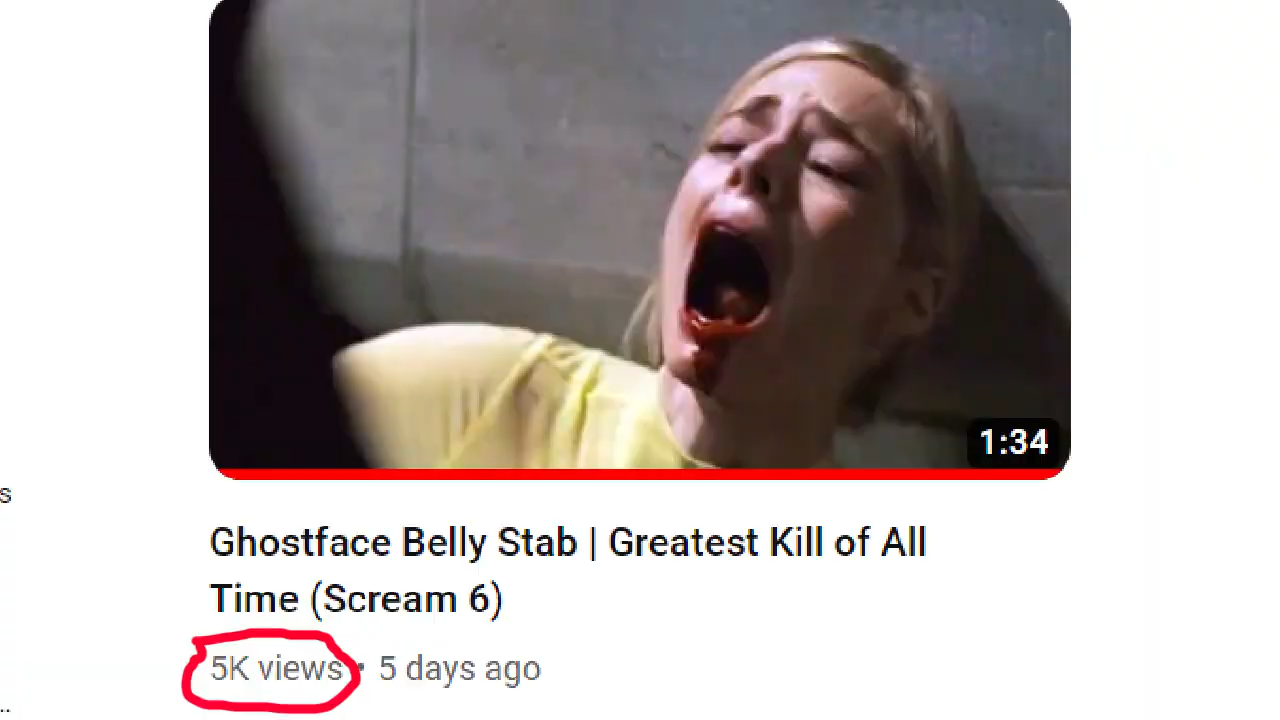 1:34
s
Ghostface Belly Stab | Greatest Kill of All
Time (Scream 6)
5K views • 5 days ago
..